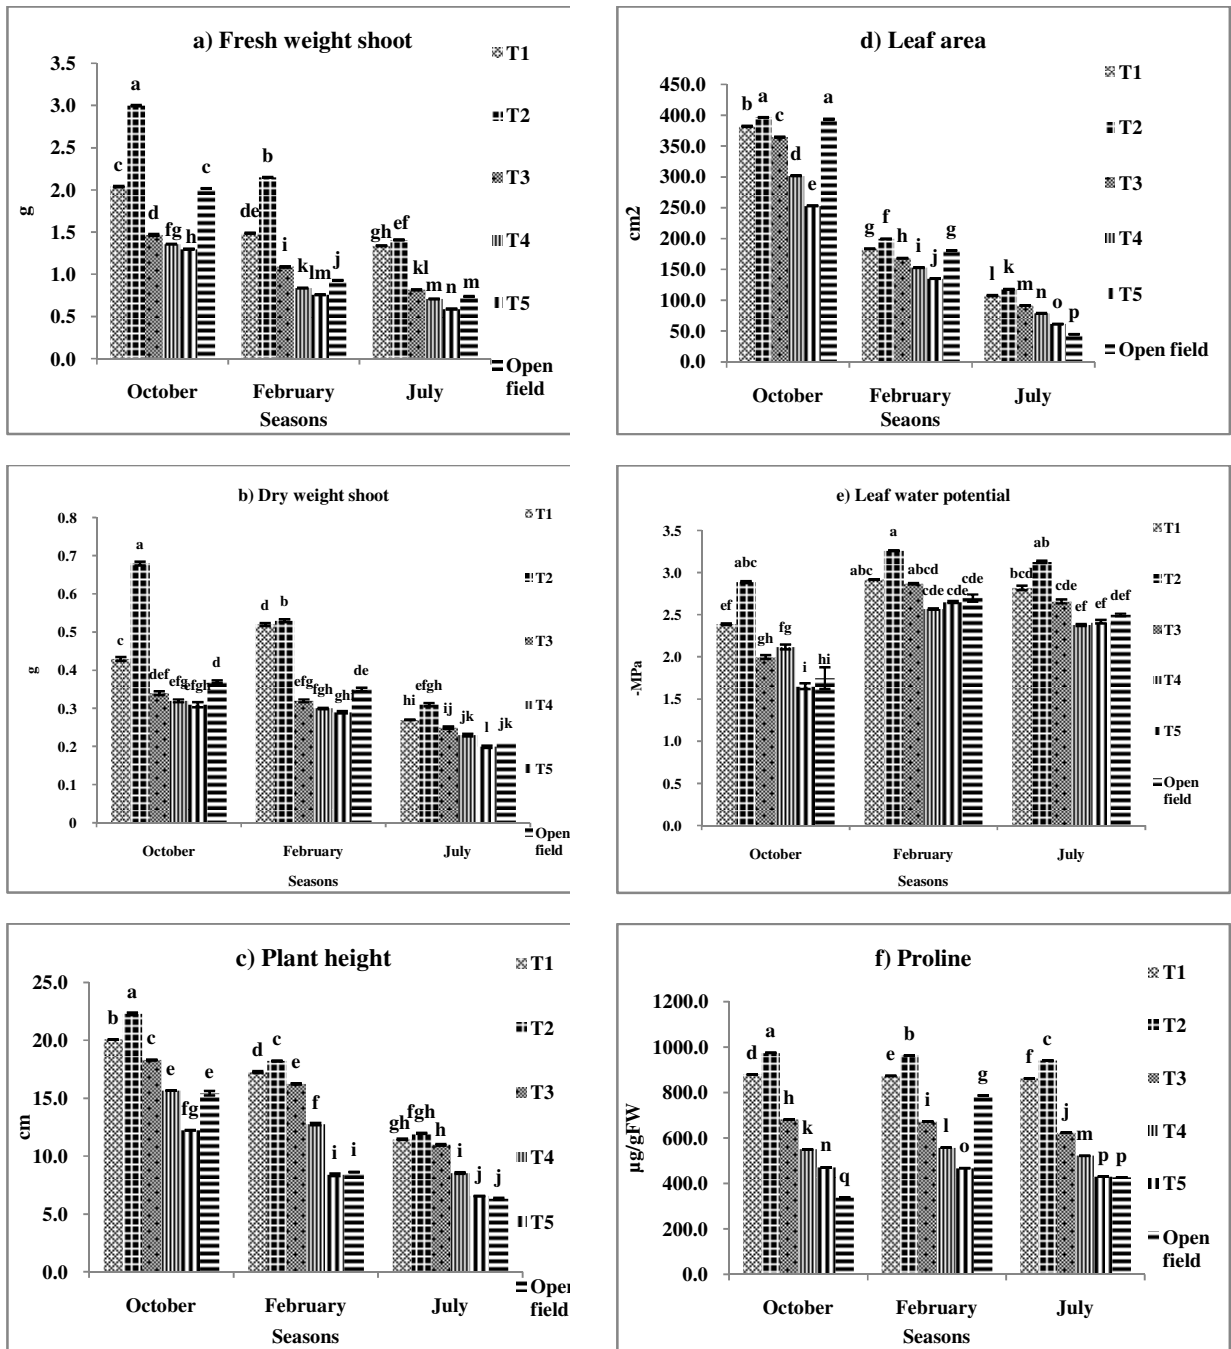 a) Fresh weight shoot
3.5
3.0
2.5
2.0
1.5
1.0
0.5
0.0
g
c a d fg h c
de b i k lm j
gh ef kl m n m
October February July
Seasons
T1
T2
T3
T4
T5
Open
field
d) Leaf area
450.0
400.0
350.0
300.0
250.0
200.0
150.0
100.0
50.0
0.0
cm2
b a c d e a
g f h i j g
l k m n o p
October February July
Seaons
T1
T2
T3
T4
T5
Open field
b) Dry weight shoot
0.8
0.7
0.6
0.5
0.4
0.3
0.2
0.1
0
g
c a def efg efgh d
d b efg fgh ghi de
hi efgh ij jk l jk
October February July
Seasons
T1
T2
T3
T4
T5
Open
field
e) Leaf water potential
3.5
3.0
2.5
2.0
1.5
1.0
0.5
0.0
-MPa
ef abc gh fg i hi
abc a abcd cde cde cde
bcd ab cde ef ef def
October February July
Seasons
T1
T2
T3
T4
T5
Open
field
c) Plant height
25.0
20.0
15.0
10.0
5.0
0.0
cm
b a c e fg e
d c e f i i
gh fgh h i j j
October February July
Seasons
T1
T2
T3
T4
T5
Open
field
f) Proline
1200.0
1000.0
800.0
600.0
400.0
200.0
0.0
µg/gFW
d a h k n q
e b i l o g
f c j m p p
October February July
Seasons
T1
T2
T3
T4
T5
Open
field